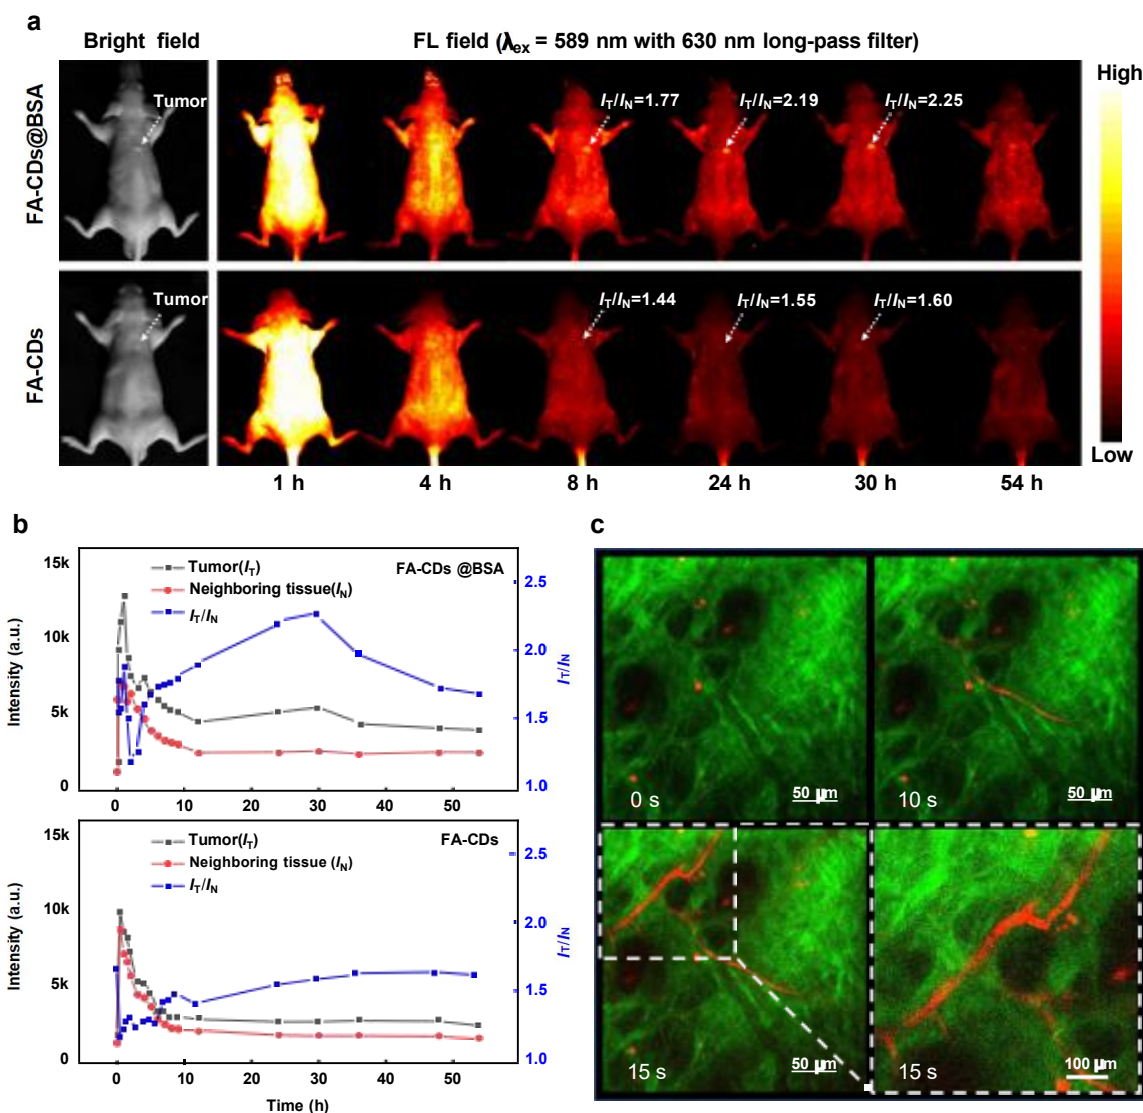 a
Bright field
FL field (λex = 589 nm with 630 nm long-pass filter)
FA-CDs@BSA
Tumor
IT/IN=1.77
IT/IN=2.19
IT/IN=2.25
High
FA-CDs
Tumor
IT/IN=1.44
IT/IN=1.55
IT/IN=1.60
Low
1 h
4 h
8 h
24 h
30 h
54 h
b
15k
10k
5k
0
Intensity (a.u.)
Tumor(IT)
Neighboring tissue(IN)
IT/IN
FA-CDs @BSA
2.5
2.0
1.5
1.0
IT/IN
0
10
20
30
40
50
15k
10k
5k
0
Intensity (a.u.)
Tumor(IT)
Neighboring tissue (IN)
IT/IN
FA-CDs
2.5
2.0
1.5
1.0
IT/IN
0
10
20
30
40
50
Time (h)
c
0 s
50 μm
10 s
50 μm
15 s
50 μm
15 s
100 μm